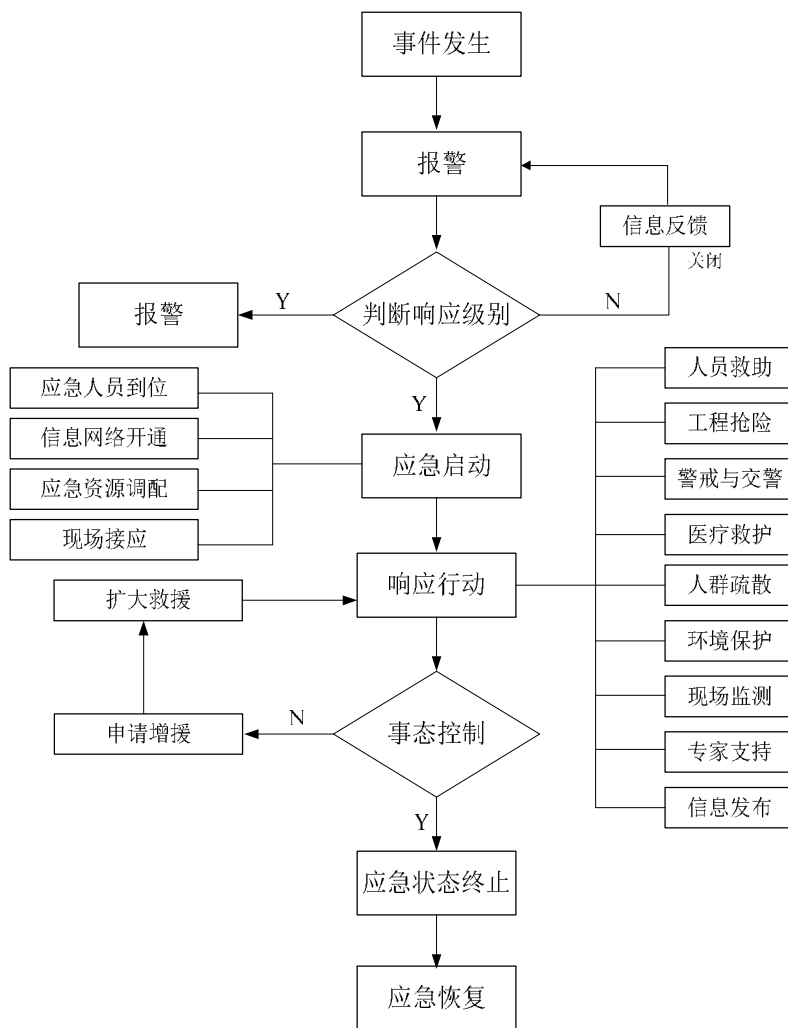 事件发生
报警
信息反馈
关闭
报警
Y
判断响应级别
N
Y
应急人员到位
信息网络开通
应急资源调配
现场接应
应急启动
人员救助
工程抢险
警戒与交警
医疗救护
人群疏散
环境保护
现场监测
专家支持
信息发布
响应行动
扩大救援
申请增援
N
事态控制
Y
应急状态终止
应急恢复